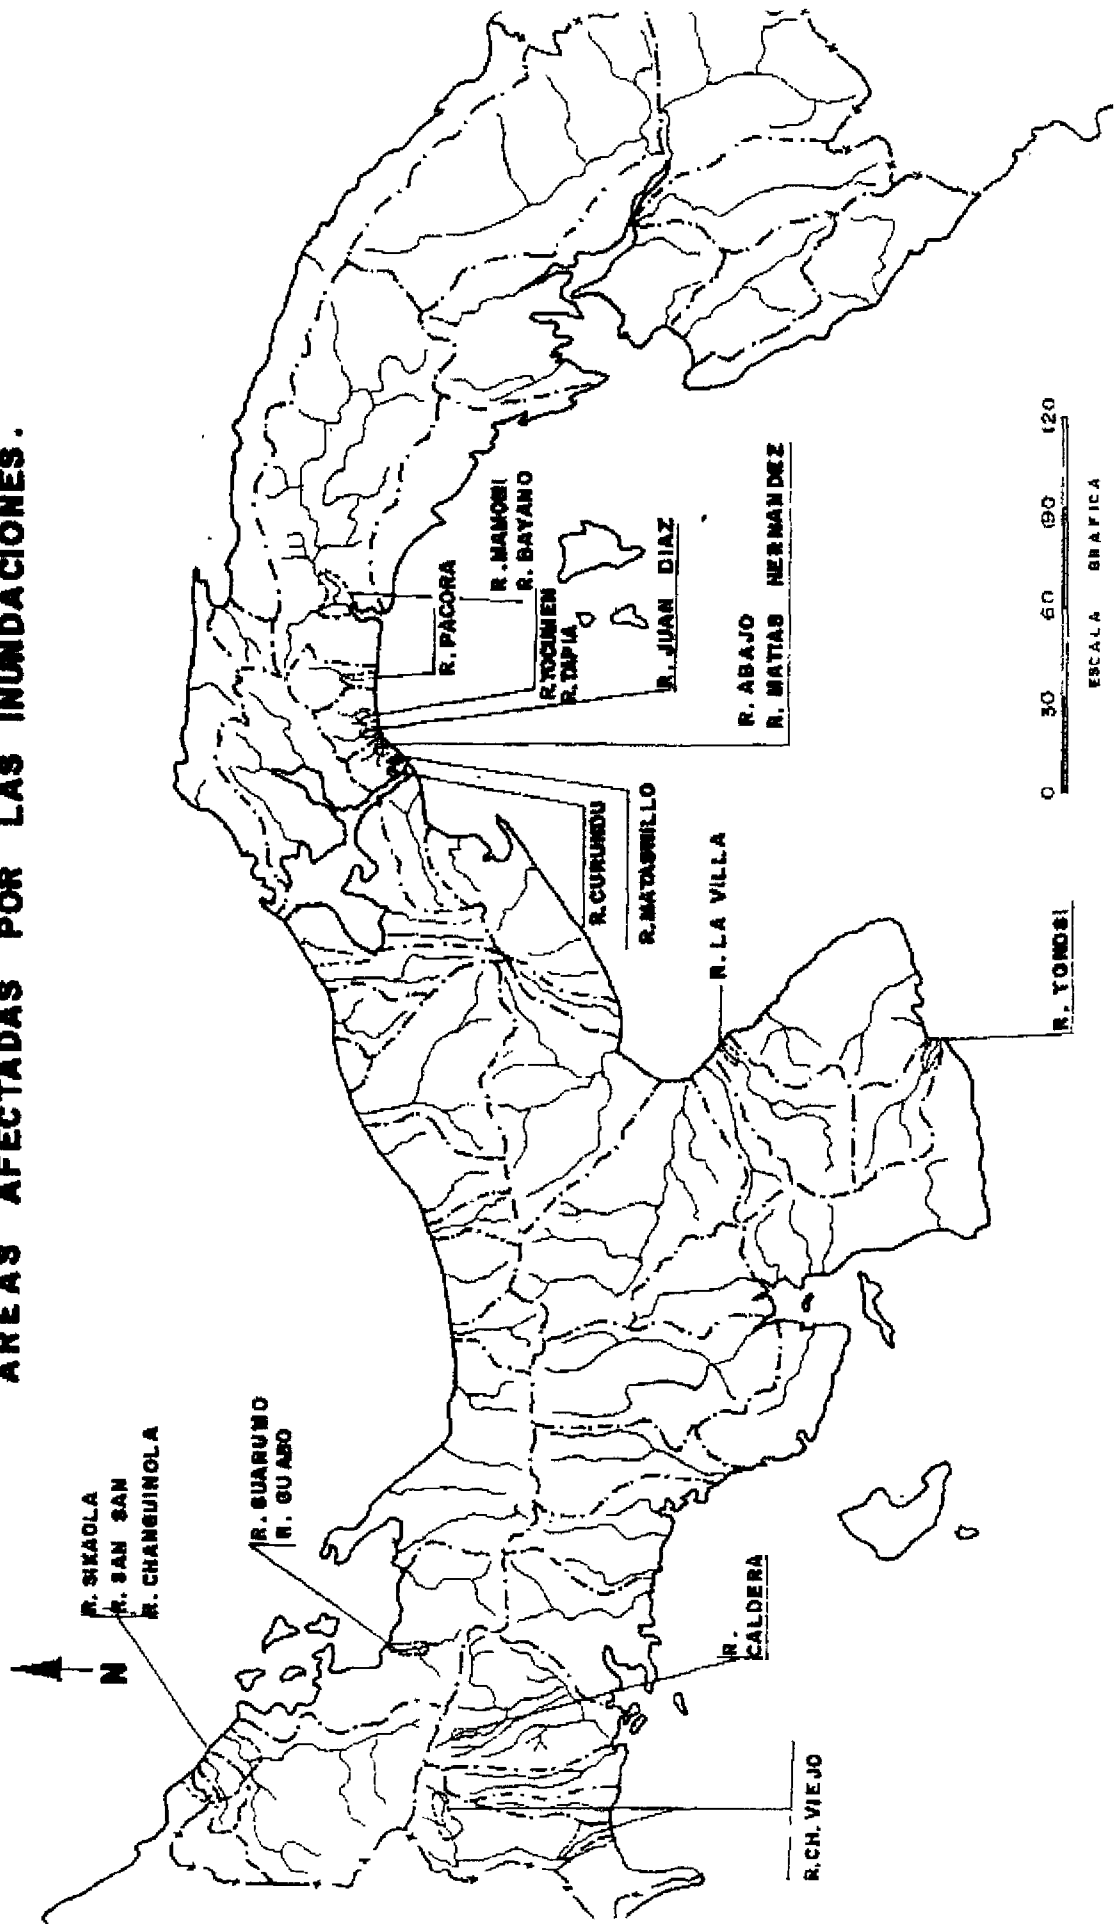 AREAS AFECTADAS POR LAS INUNDACIONES.
R. SIKAOLA
R. SAN SAN
R. CHANGUINOLA
N
R. GUARUMO
R. GUABO
R. CALDERA
R. CH. VIEJO
R. PACORA
R. MAMONI
R. BAYANO
R. TOCUMEN
R. TAPIA
R. JUAN DIAZ
R. ABAJO
R. MATIAS HERNANDEZ
R. CURUNDU
R. MATASNILLO
R. LA VILLA
R. TONOSI
0 30 60 90 120
ESCALA GRAFICA